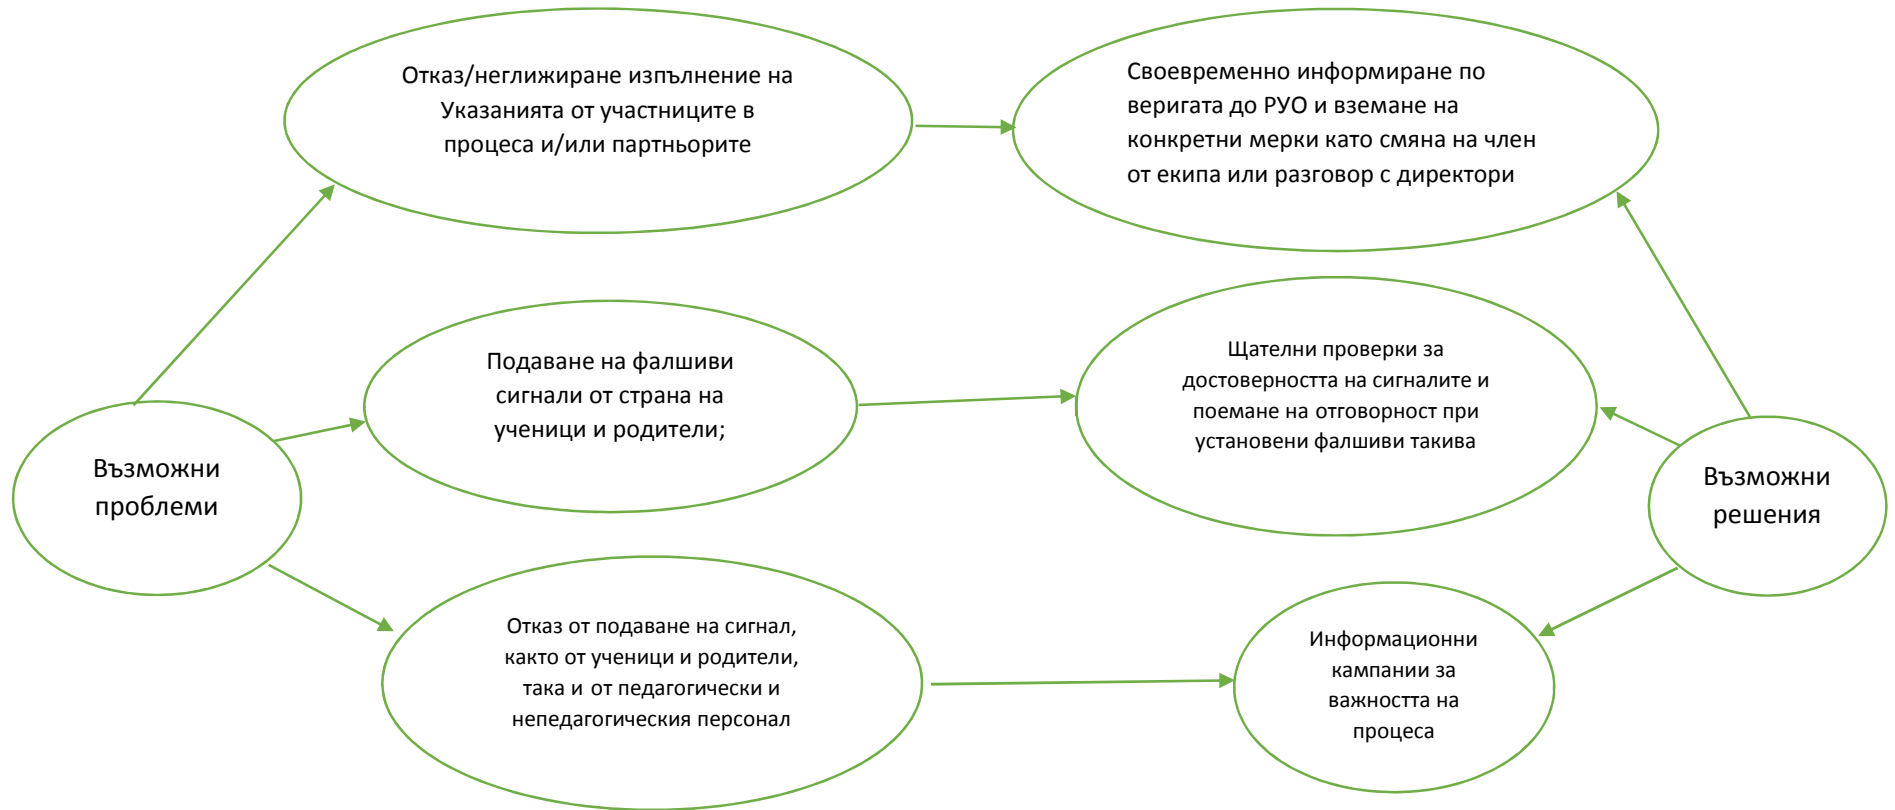 Отказ/неглижиране изпълнение на
Указанията от участниците в
процеса и/или партньорите
Своевременно информиране по
веригата до РУО и вземане на
конкретни мерки като смяна на член
от екипа или разговор с директори
Подаване на фалшиви
сигнали от страна на
ученици и родители;
Щателни проверки за
достоверността на сигналите и
поемане на отговорност при
установени фалшиви такива
Възможни
проблеми
Възможни
решения
Отказ от подаване на сигнал,
както от ученици и родители,
така и от педагогически и
непедагогическия персонал
Информационни
кампании за
важността на
процеса